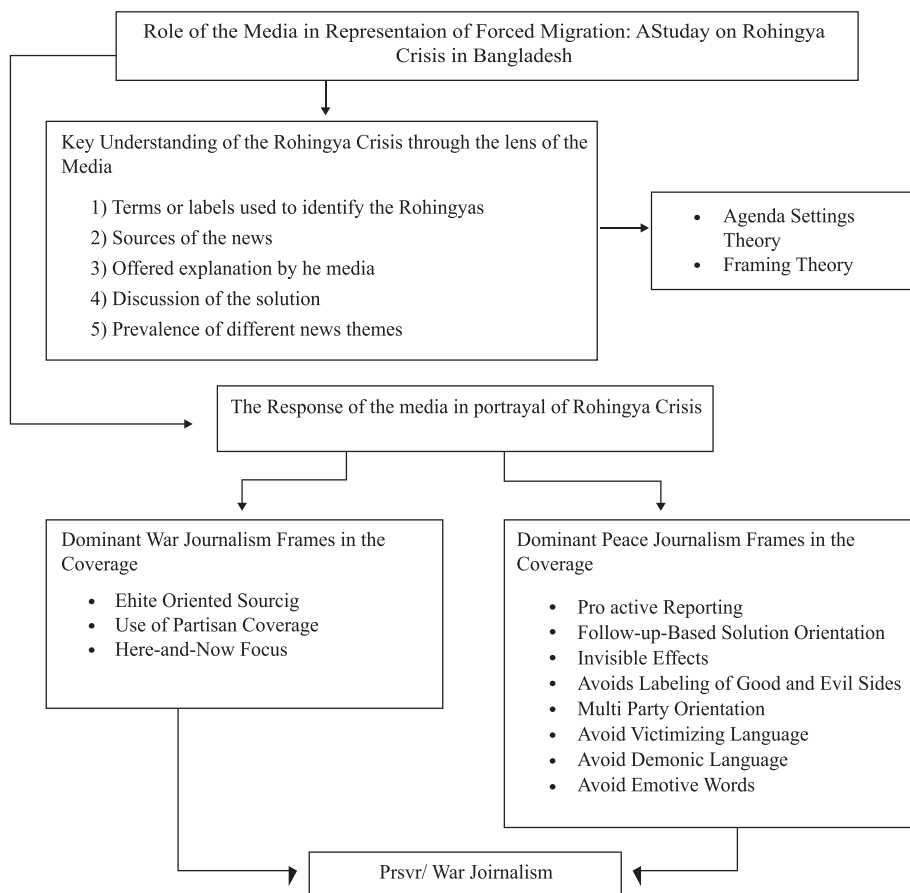 Role of the Media in Representaion of Forced Migration: AStuday on Rohingya
Crisis in Bangladesh
Key Understanding of the Rohingya Crisis through the lens of the
Media
1) Terms or labels used to identify the Rohingyas
2) Sources of the news
3) Offered explanation by he media
4) Discussion of the solution
5) Prevalence of different news themes
• Agenda Settings
Theory
• Framing Theory
The Response of the media in portrayal of Rohingya Crisis
Dominant War Journalism Frames in the
Coverage
• Ehite Oriented Sourcig
• Use of Partisan Coverage
• Here-and-Now Focus
Dominant Peace Journalism Frames in the
Coverage
• Pro active Reporting
• Follow-up-Based Solution Orientation
• Invisible Effects
• Avoids Labeling of Good and Evil Sides
• Multi Party Orientation
• Avoid Victimizing Language
• Avoid Demonic Language
• Avoid Emotive Words
Prsvr/ War Joirnalism